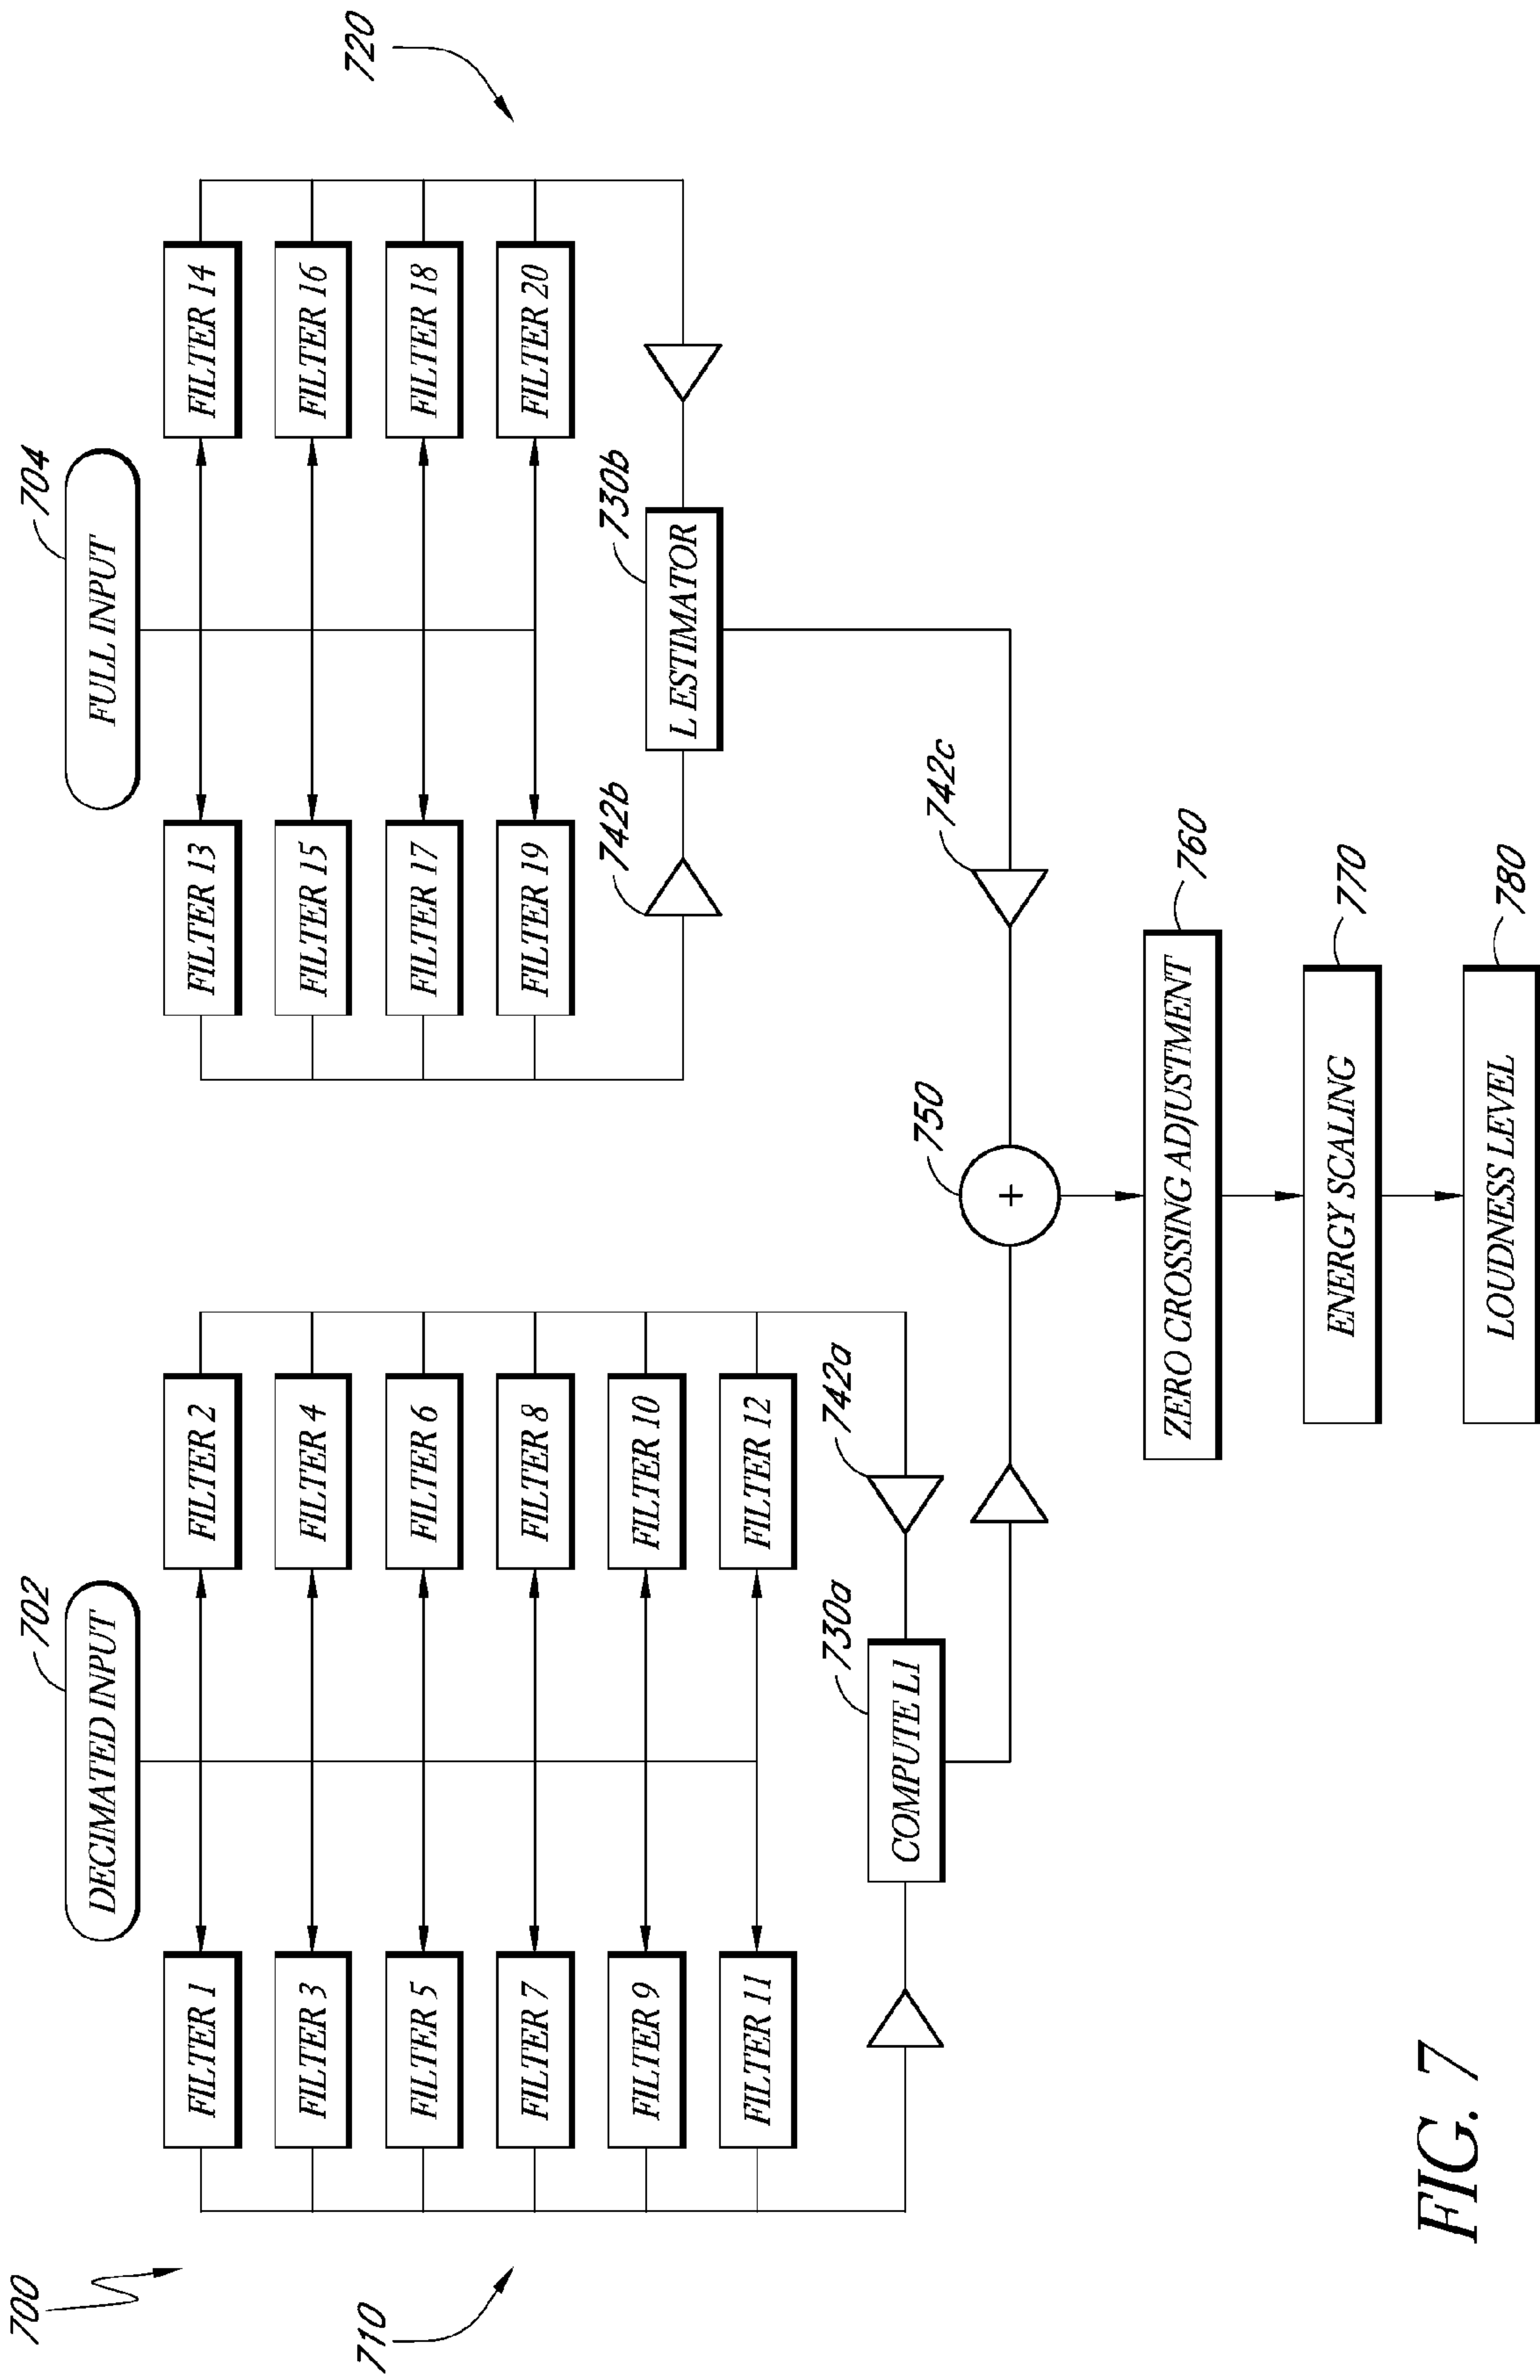 700
702
DECIMATED INPUT
704
FULL INPUT
720
FILTER 1
FILTER 2
FILTER 13
FILTER 14
FILTER 3
FILTER 4
FILTER 15
FILTER 16
710
FILTER 5
FILTER 6
FILTER 17
FILTER 18
FILTER 7
FILTER 8
FILTER 19
FILTER 20
FILTER 9
FILTER 10
742b
730b
L ESTIMATOR
FILTER 11
FILTER 12
730a
742a
COMPUTE LI
750
742c
+
760
ZERO CROSSING ADJUSTMENT
770
ENERGY SCALING
780
LOUDNESS LEVEL
FIG. 7